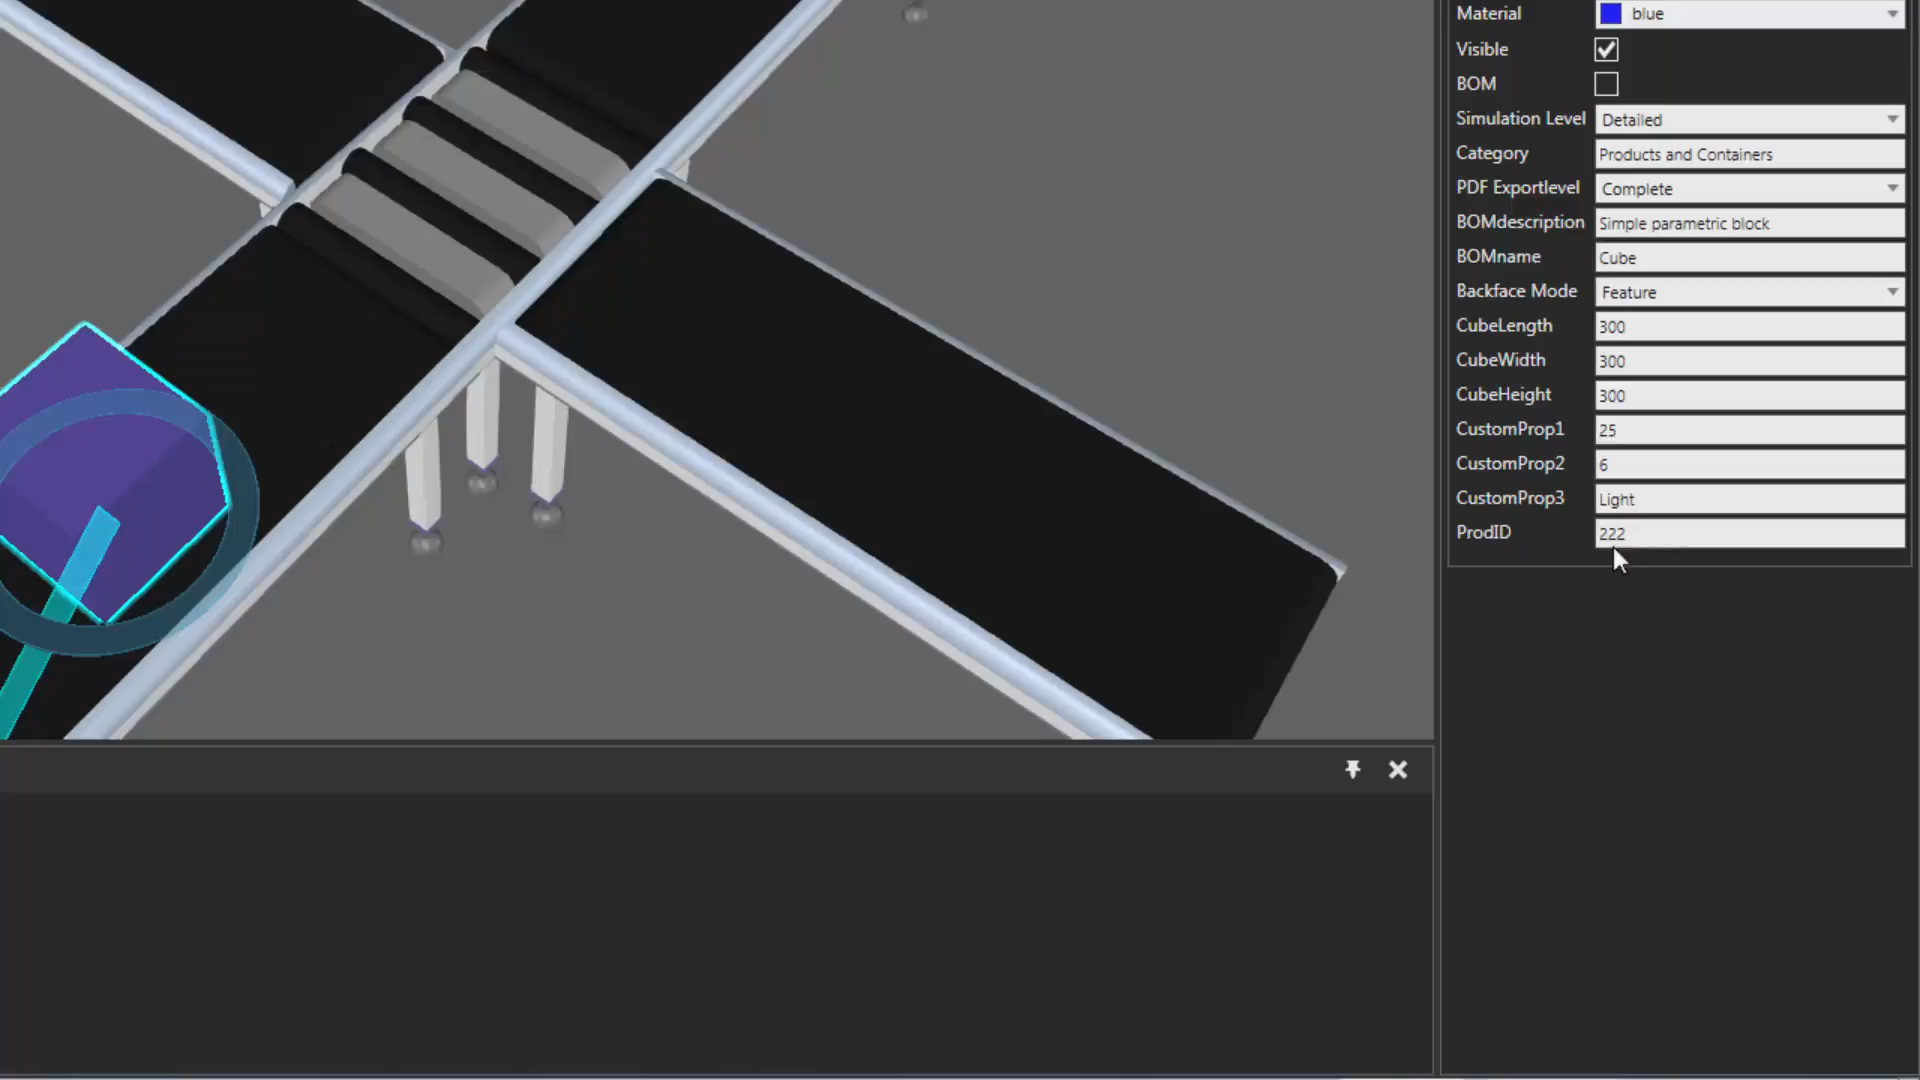 Material blue
Visible
BOM
Simulation Level Detailed
Category Products and Containers
PDF Exportlevel Complete
BOMdescription Simple parametric block
BOMname Cube
Backface Mode Feature
CubeLength 300
CubeWidth 300
CubeHeight 300
CustomProp1 25
CustomProp2 6
CustomProp3 Light
ProdID 222